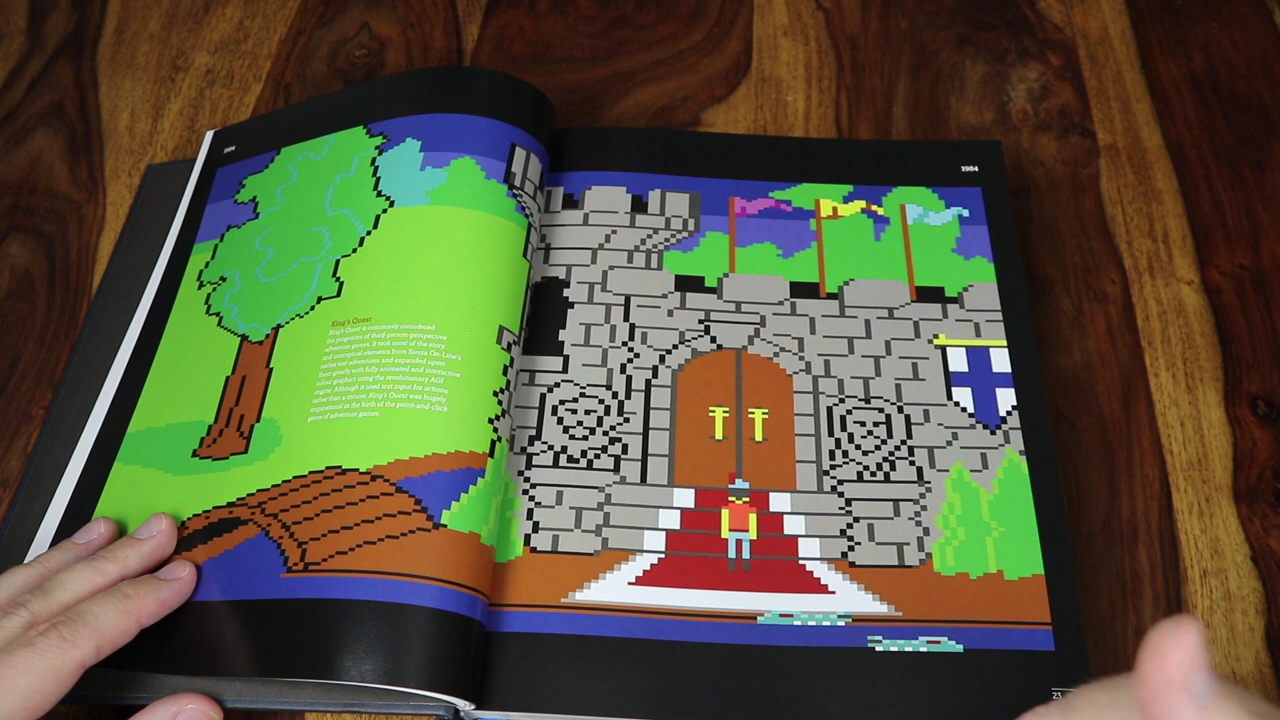 1984
1984
King's Quest
King's Quest is commonly considered
the progenitor of third-person-perspective
adventure games. It took most of the story
and conceptual elements from Sierra On-Line's
earlier text adventures and expanded upon
them greatly with fully animated and interactive
colour graphics using the revolutionary AGI
engine. Although it used text input for actions
rather than a mouse, King's Quest was hugely
inspirational in the birth of the point-and-click
genre of adventure games.
23